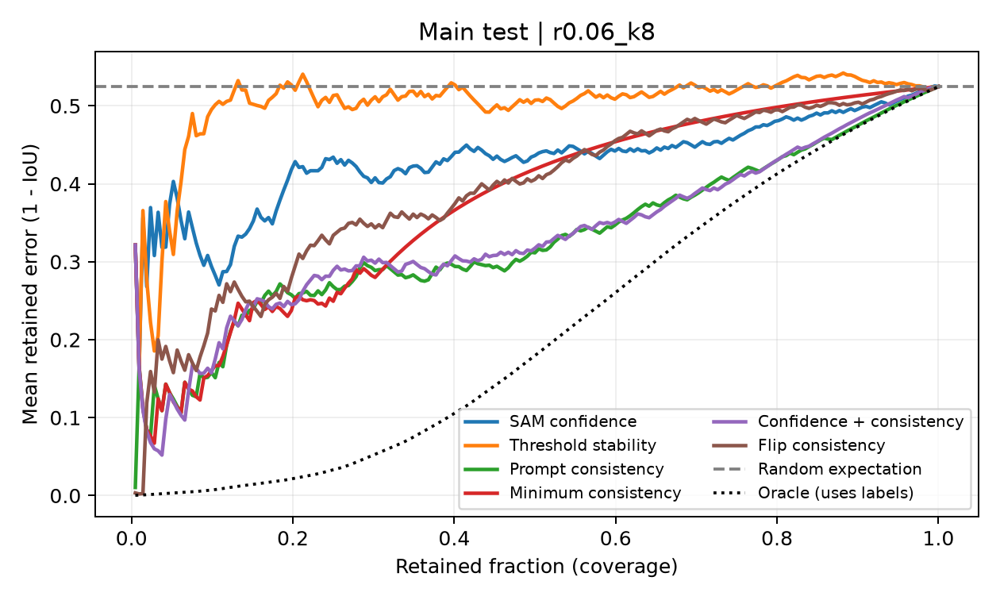 Main test | r0.06_k8
Mean retained error (1 - IoU)
0.5
0.4
0.3
0.2
0.1
0.0
SAM confidence
Threshold stability
Prompt consistency
Minimum consistency
Confidence + consistency
Flip consistency
Random expectation
Oracle (uses labels)
0.0 0.2 0.4 0.6 0.8 1.0
Retained fraction (coverage)